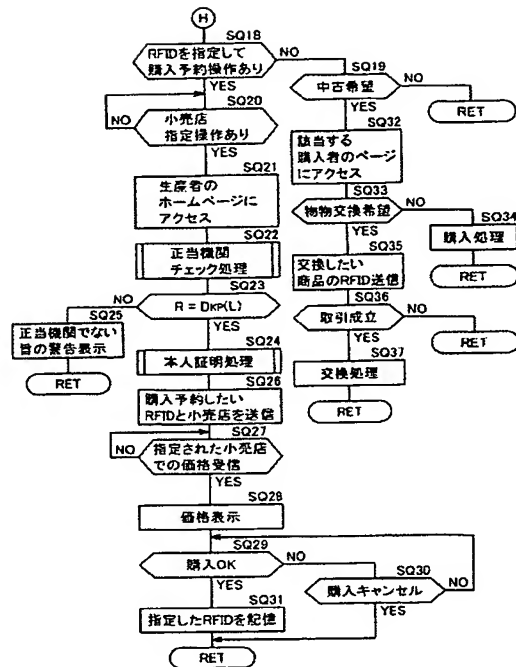 H
SQ18
RFIDを指定して
購入予約操作あり
NO
YES
SQ19
中古希望
NO
RET
YES
SQ20
小売店
指定操作あり
NO
YES
SQ32
該当する
購入者のページ
にアクセス
SQ21
生産者の
ホームページに
アクセス
SQ33
物物交換希望
NO
YES
SQ34
購入処理
RET
SQ22
正当機関
チェック処理
SQ35
交換したい
商品のRFID送信
SQ23
R = DKP(L)
NO
YES
SQ36
取引成立
NO
RET
YES
SQ25
正当機関でない
旨の警告表示
RET
SQ24
本人証明処理
SQ37
交換処理
RET
SQ26
購入予約したい
RFIDと小売店を送信
SQ27
指定された小売店
での価格受信
NO
YES
SQ28
価格表示
SQ29
購入OK
NO
YES
SQ30
購入キャンセル
NO
YES
SQ31
指定したRFIDを記憶
RET